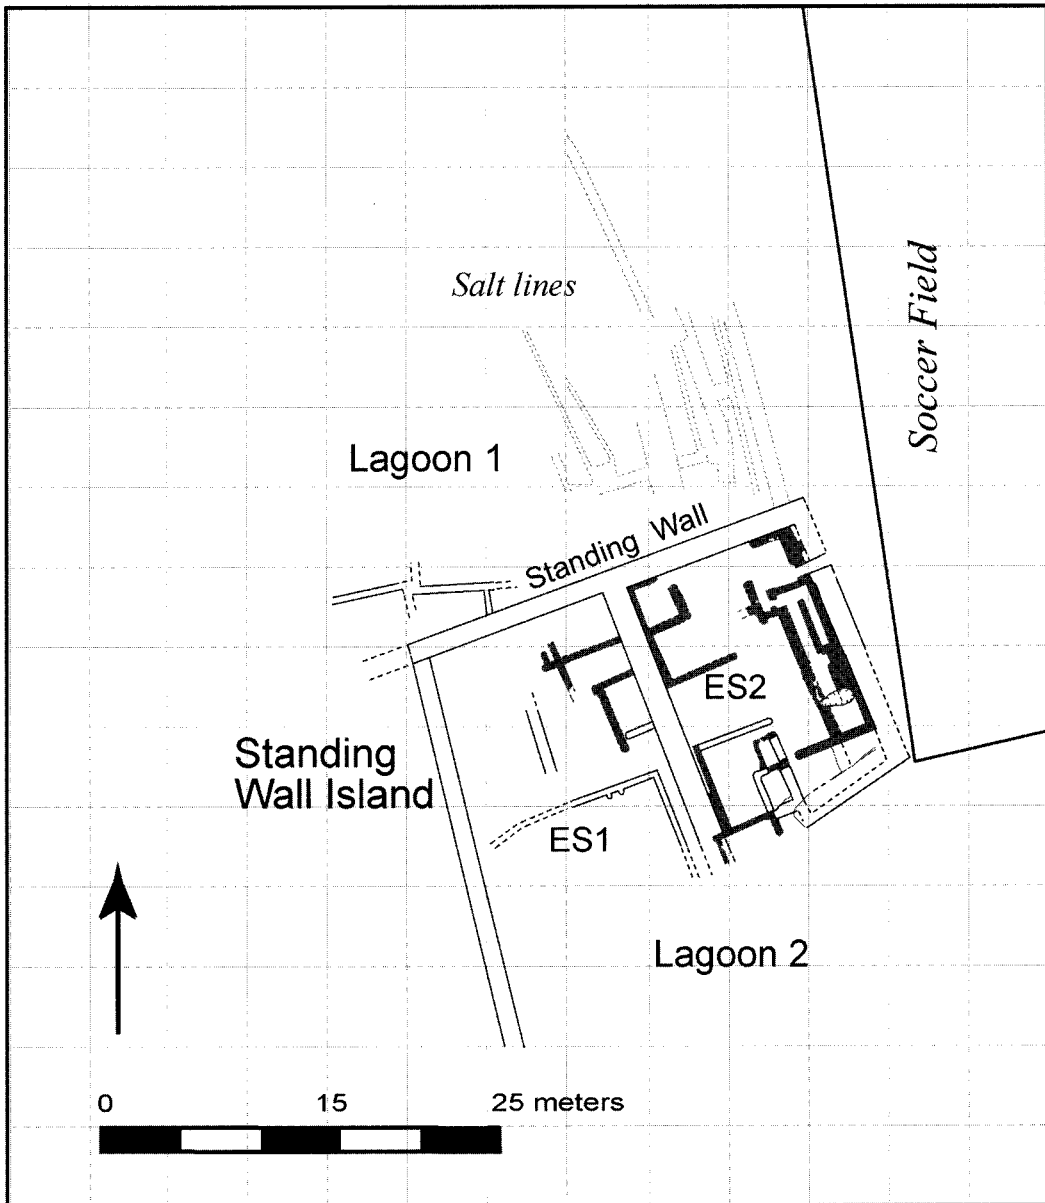 Salt lines
Soccer Field
Lagoon 1
Standing Wall
ES2
Standing
Wall Island
ES1
Lagoon 2
0 15 25 meters